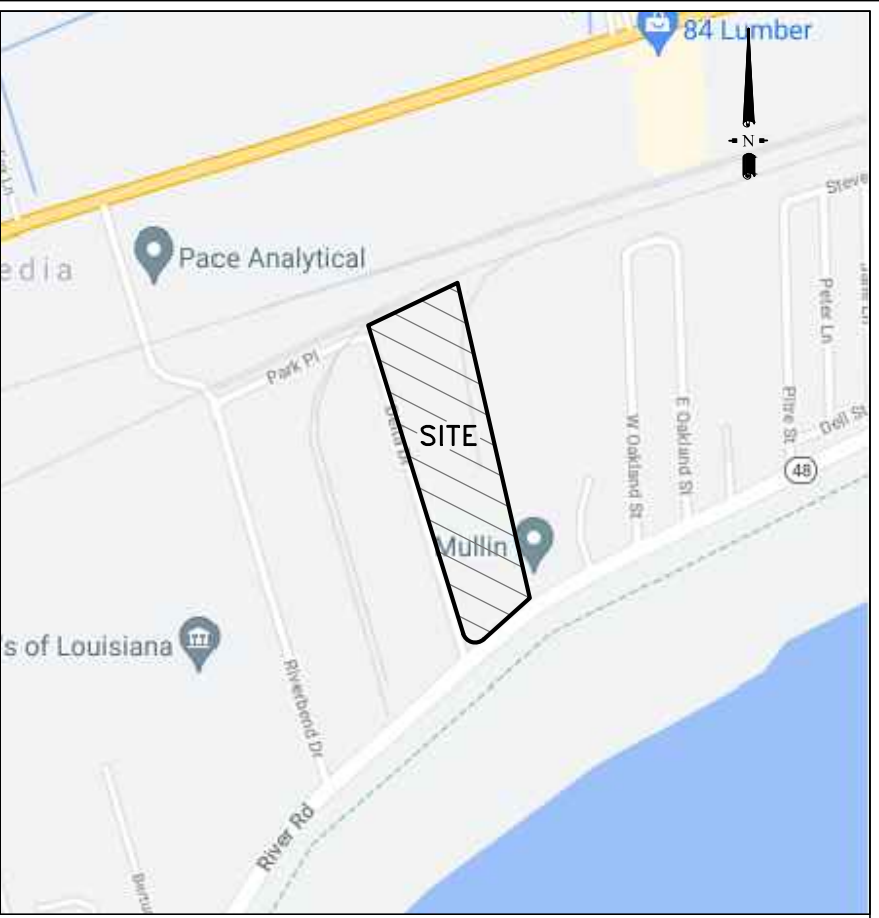 84 Lumber
N
Steve
Pace Analytical
edia
Peter Ln
Park Pl
Pitre St
E Oakland St
W Oakland St
Dell St
SITE
48
Mullin
's of Louisiana
Riverbend Dr
River Rd